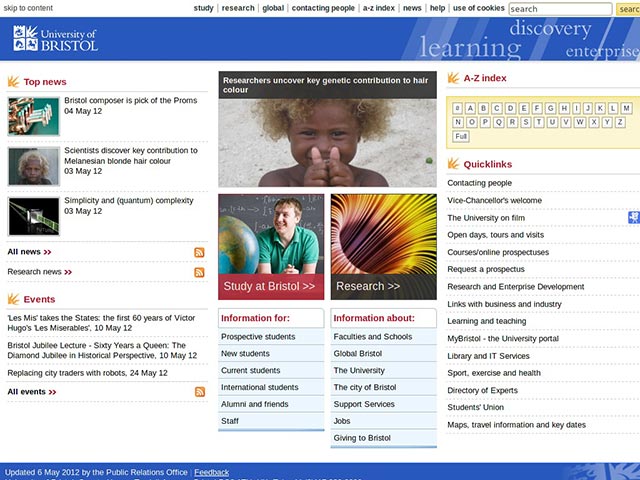 skip to content
study | research | global | contacting people | a-z index | news | help | use of cookies
search
searc
University of
BRISTOL
learning
discovery
enterprise
Top news
Bristol composer is pick of the Proms
04 May 12
Scientists discover key contribution to
Melanesian blonde hair colour
03 May 12
Simplicity and (quantum) complexity
03 May 12
All news >>
Research news >>
Events
'Les Mis' takes the States: the first 60 years of Victor
Hugo's 'Les Miserables', 10 May 12
Bristol Jubilee Lecture - Sixty Years a Queen: The
Diamond Jubilee in Historical Perspective, 10 May 12
Replacing city traders with robots, 24 May 12
All events >>
Researchers uncover key genetic contribution to hair
colour
Study at Bristol >>
Research >>
Information for:
Prospective students
New students
Current students
International students
Alumni and friends
Staff
Information about:
Faculties and Schools
Global Bristol
The University
The city of Bristol
Support Services
Jobs
Giving to Bristol
A-Z index
# A B C D E F G H I J K L M
N O P Q R S T U V W X Y Z
Full
Quicklinks
Contacting people
Vice-Chancellor's welcome
The University on film
Open days, tours and visits
Courses/online prospectuses
Request a prospectus
Research and Enterprise Development
Links with business and industry
Learning and teaching
MyBristol - the University portal
Library and IT Services
Sport, exercise and health
Directory of Experts
Students' Union
Maps, travel information and key dates
Updated 6 May 2012 by the Public Relations Office | Feedback